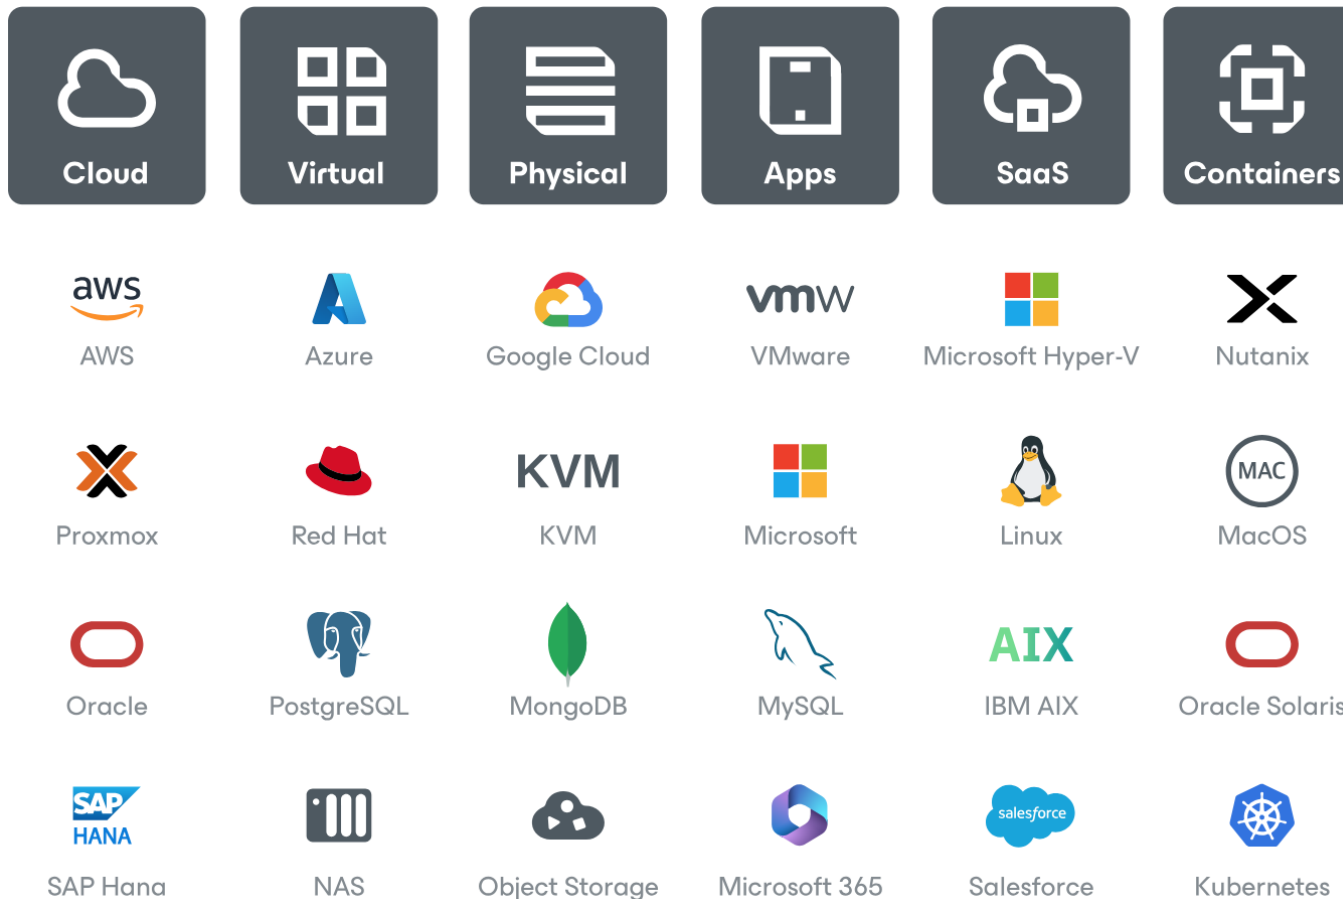 Cloud
Virtual
Physical
Apps
SaaS
Containers
aws
AWS
Azure
Google Cloud
vmw
VMware
Microsoft Hyper-V
Nutanix
Proxmox
Red Hat
KVM
KVM
Microsoft
Linux
MAC
MacOS
Oracle
PostgreSQL
MongoDB
MySQL
AIX
IBM AIX
Oracle Solaris
SAP
HANA
SAP Hana
NAS
Object Storage
Microsoft 365
salesforce
Salesforce
Kubernetes